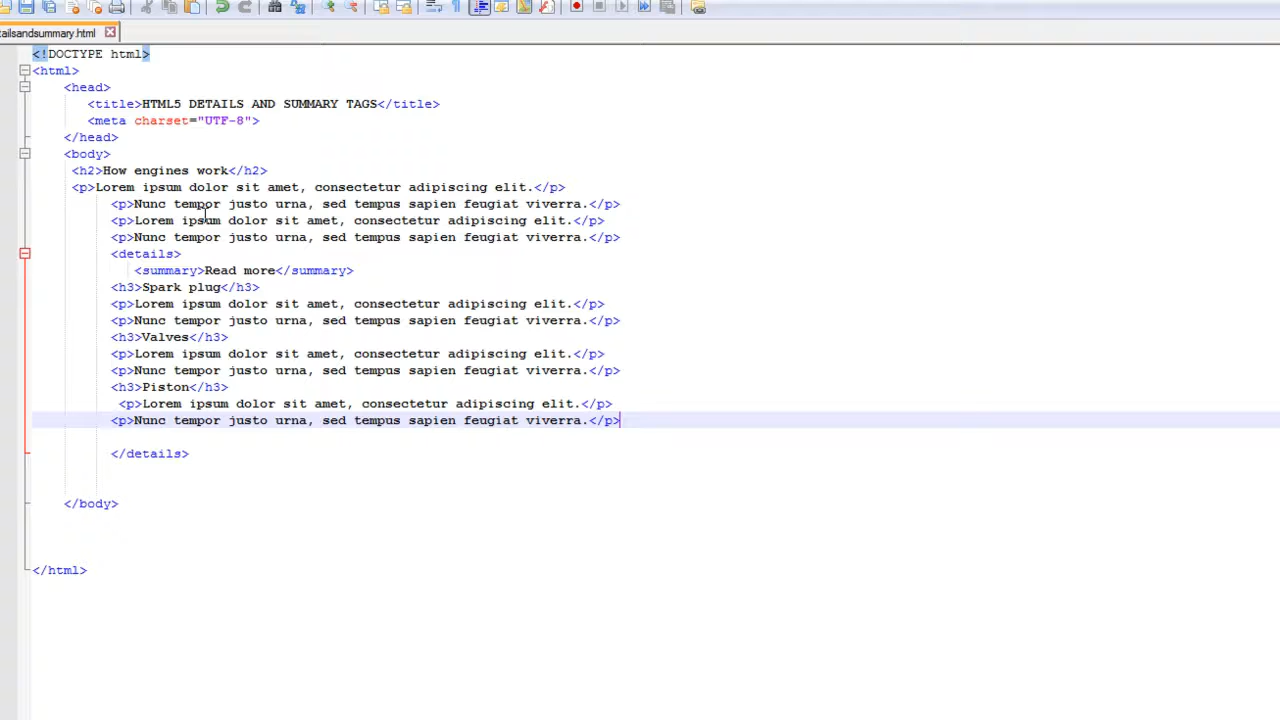 ailsandsummary.html
<!DOCTYPE html>
<html>
<head>
<title>HTML5 DETAILS AND SUMMARY TAGS</title>
<meta charset="UTF-8">
</head>
<body>
<h2>How engines work</h2>
<p>Lorem ipsum dolor sit amet, consectetur adipiscing elit.</p>
<p>Nunc tempor justo urna, sed tempus sapien feugiat viverra.</p>
<p>Lorem ipsum dolor sit amet, consectetur adipiscing elit.</p>
<p>Nunc tempor justo urna, sed tempus sapien feugiat viverra.</p>
<details>
<summary>Read more</summary>
<h3>Spark plug</h3>
<p>Lorem ipsum dolor sit amet, consectetur adipiscing elit.</p>
<p>Nunc tempor justo urna, sed tempus sapien feugiat viverra.</p>
<h3>Valves</h3>
<p>Lorem ipsum dolor sit amet, consectetur adipiscing elit.</p>
<p>Nunc tempor justo urna, sed tempus sapien feugiat viverra.</p>
<h3>Piston</h3>
<p>Lorem ipsum dolor sit amet, consectetur adipiscing elit.</p>
<p>Nunc tempor justo urna, sed tempus sapien feugiat viverra.</p>
</details>
</body>
</html>